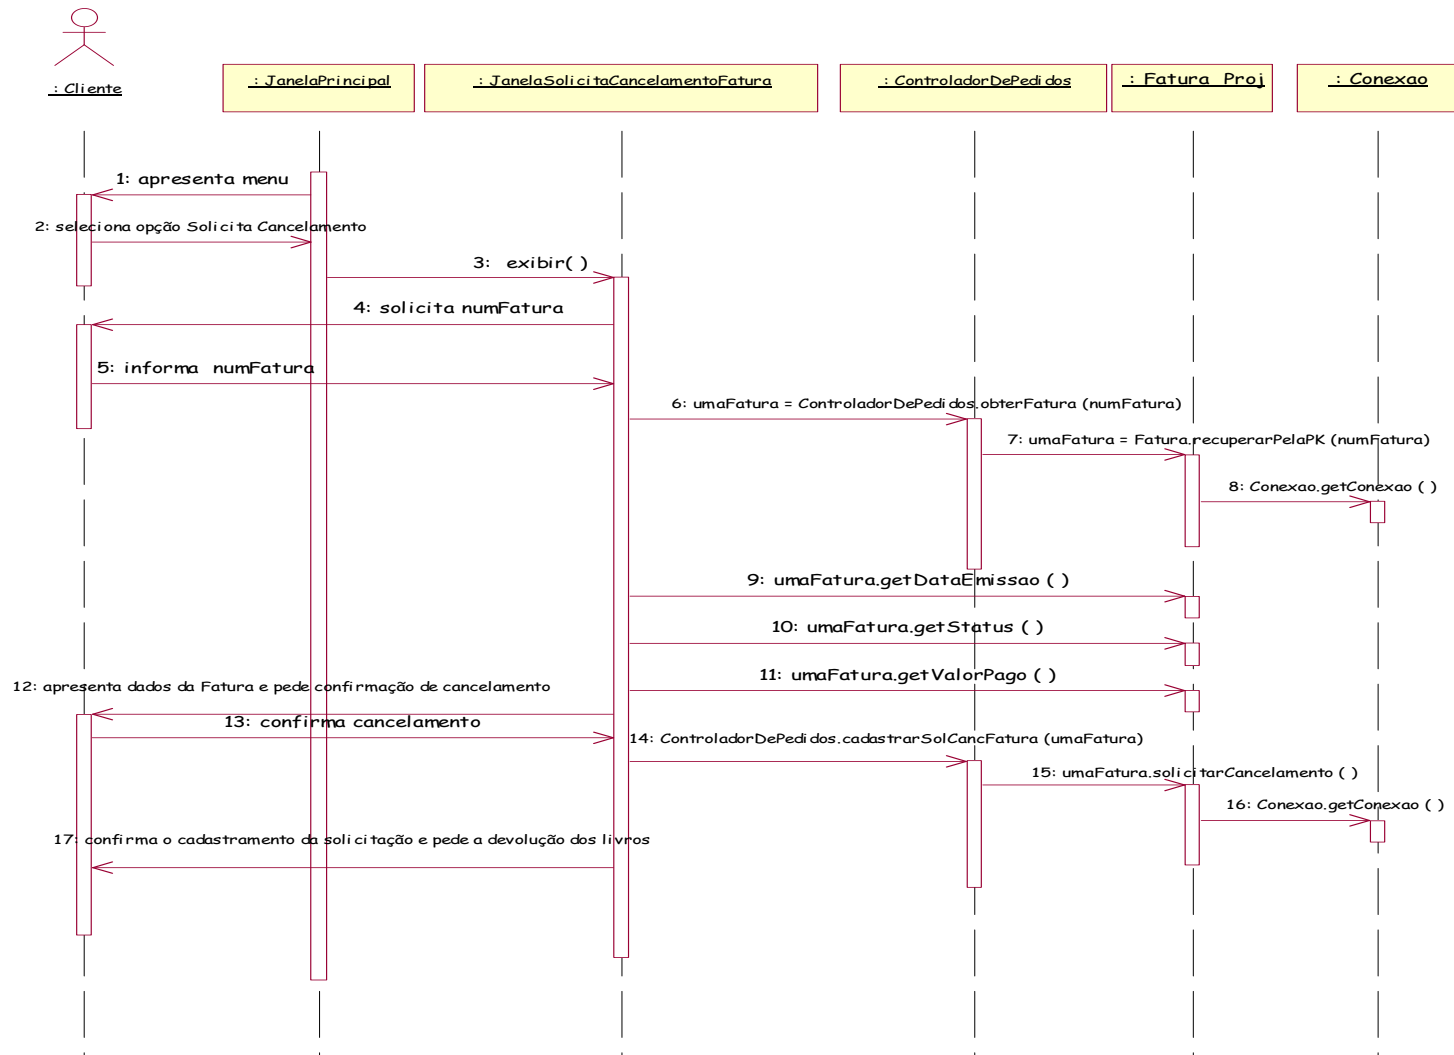 : Cliente
: JanelaPrincipal
: JanelaSolicitaCancelamentoFatura
: ControladorDePedidos
: Fatura_Proj
: Conexao
1: apresenta menu
2: seleciona opção Solicita Cancelamento
3: exibir( )
4: solicita numFatura
5: informa numFatura
6: umaFatura = ControladorDePedidos.obterFatura (numFatura)
7: umaFatura = Fatura.recuperarPelaPK (numFatura)
8: Conexao.getConexao ( )
9: umaFatura.getDataEmissao ( )
10: umaFatura.getStatus ( )
11: umaFatura.getValorPago ( )
12: apresenta dados da Fatura e pede confirmação de cancelamento
13: confirma cancelamento
14: ControladorDePedidos.cadastrarSolCancFatura (umaFatura)
15: umaFatura.solicitarCancelamento ( )
16: Conexao.getConexao ( )
17: confirma o cadastramento da solicitação e pede a devolução dos livros